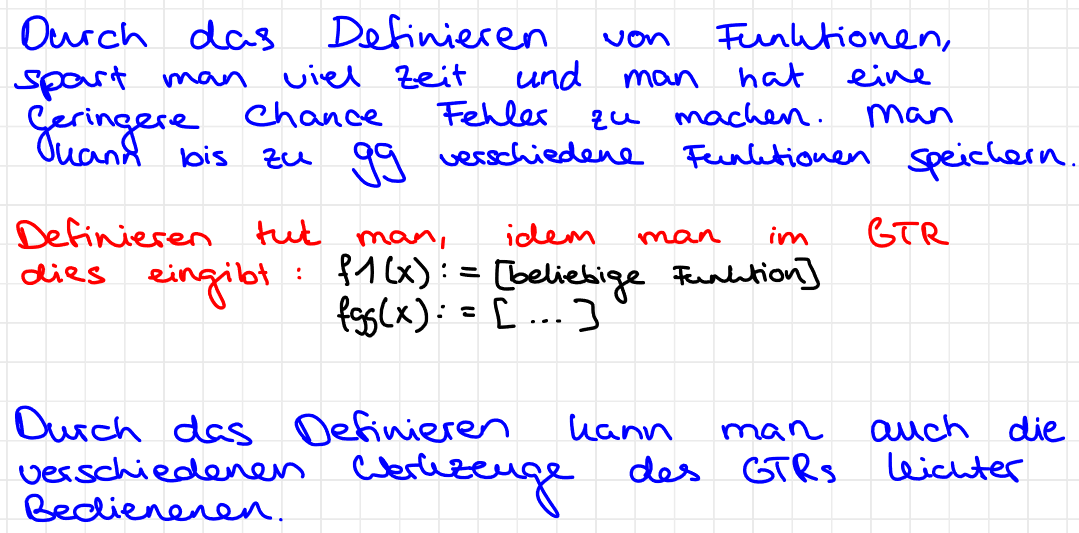 Durch das Definieren von Funktionen,
spart man viel Zeit und man hat eine
Geringere Chance Fehler zu machen. Man
kann bis zu 99 verschiedene Funktionen speichern.
Definieren tut man, idem man im GTR
dies eingibt : f1(x) := [beliebige Funktion]
f99(x) := [ ... ]
Durch das Definieren kann man auch die
verschiedenen Werkzeuge des GTRs leichter
Bedienenen.